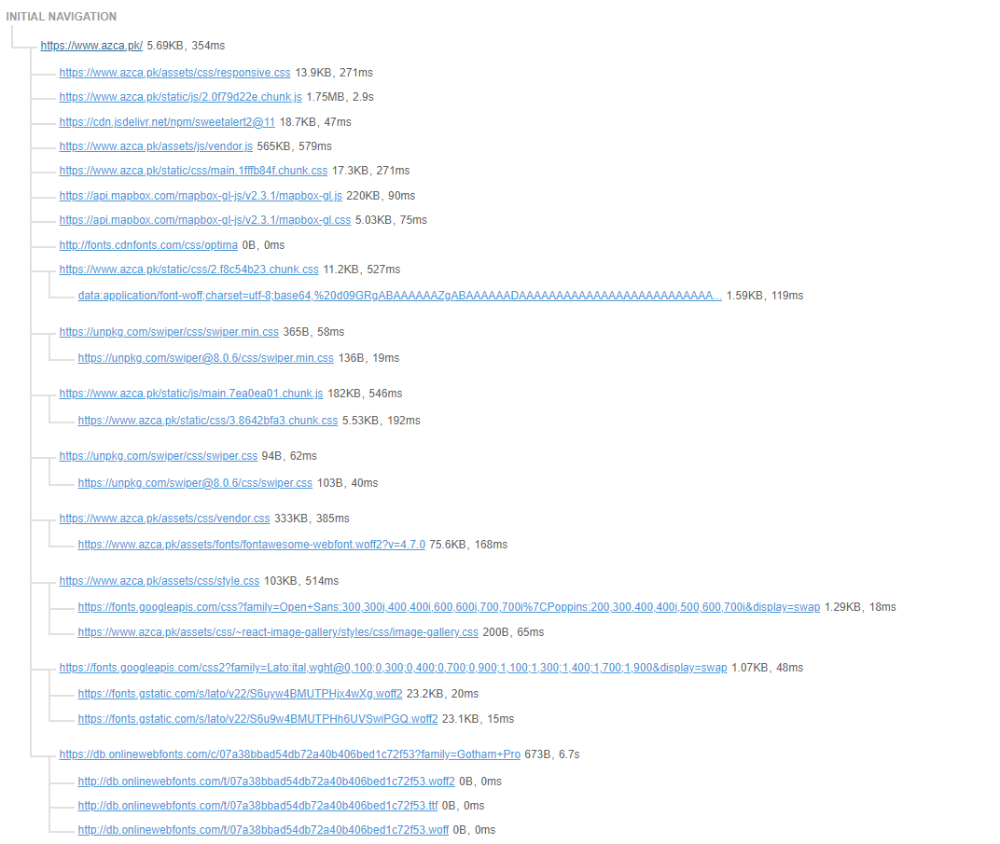 INITIAL NAVIGATION
https://www.azca.pk/ 5.69KB, 354ms
https://www.azca.pk/assets/css/responsive.css 13.9KB, 271ms
https://www.azca.pk/static/js/2.0f79d22e.chunk.js 1.75MB, 2.9s
https://cdn.jsdelivr.net/npm/sweetalert2@11 18.7KB, 47ms
https://www.azca.pk/assets/js/vendor.js 565KB, 579ms
https://www.azca.pk/static/css/main.1fffb84f.chunk.css 17.3KB, 271ms
https://api.mapbox.com/mapbox-gl-js/v2.3.1/mapbox-gl.js 220KB, 90ms
https://api.mapbox.com/mapbox-gl-js/v2.3.1/mapbox-gl.css 5.03KB, 75ms
http://fonts.cdnfonts.com/css/optima 0B, 0ms
https://www.azca.pk/static/css/2.f8c54b23.chunk.css 11.2KB, 527ms
data:application/font-woff;charset=utf-8;base64,%20d09GRgABAAAAAAZgABAAAAAADAAAAAAAAAAAAAAAAAAAAAAAAAA... 1.59KB, 119ms
https://unpkg.com/swiper/css/swiper.min.css 365B, 58ms
https://unpkg.com/swiper@8.0.6/css/swiper.min.css 136B, 19ms
https://www.azca.pk/static/js/main.7ea0ea01.chunk.js 182KB, 546ms
https://www.azca.pk/static/css/3.8642bfa3.chunk.css 5.53KB, 192ms
https://unpkg.com/swiper/css/swiper.css 94B, 62ms
https://unpkg.com/swiper@8.0.6/css/swiper.css 103B, 40ms
https://www.azca.pk/assets/css/vendor.css 333KB, 385ms
https://www.azca.pk/assets/fonts/fontawesome-webfont.woff2?v=4.7.0 75.6KB, 168ms
https://www.azca.pk/assets/css/style.css 103KB, 514ms
https://fonts.googleapis.com/css?family=Open+Sans:300,300i,400,400i,600,600i,700,700i%7CPoppins:200,300,400,400i,500,600,700i&display=swap 1.29KB, 18ms
https://www.azca.pk/assets/css/~react-image-gallery/styles/css/image-gallery.css 200B, 65ms
https://fonts.googleapis.com/css2?family=Lato:ital,wght@0,100;0,300;0,400;0,700;0,900;1,100;1,300;1,400;1,700;1,900&display=swap 1.07KB, 48ms
https://fonts.gstatic.com/s/lato/v22/S6uyw4BMUTPHjx4wXg.woff2 23.2KB, 20ms
https://fonts.gstatic.com/s/lato/v22/S6u9w4BMUTPHh6UVSwiPGQ.woff2 23.1KB, 15ms
https://db.onlinewebfonts.com/c/07a38bbad54db72a40b406bed1c72f53?family=Gotham+Pro 673B, 6.7s
http://db.onlinewebfonts.com/t/07a38bbad54db72a40b406bed1c72f53.woff2 0B, 0ms
http://db.onlinewebfonts.com/t/07a38bbad54db72a40b406bed1c72f53.ttf 0B, 0ms
http://db.onlinewebfonts.com/t/07a38bbad54db72a40b406bed1c72f53.woff 0B, 0ms